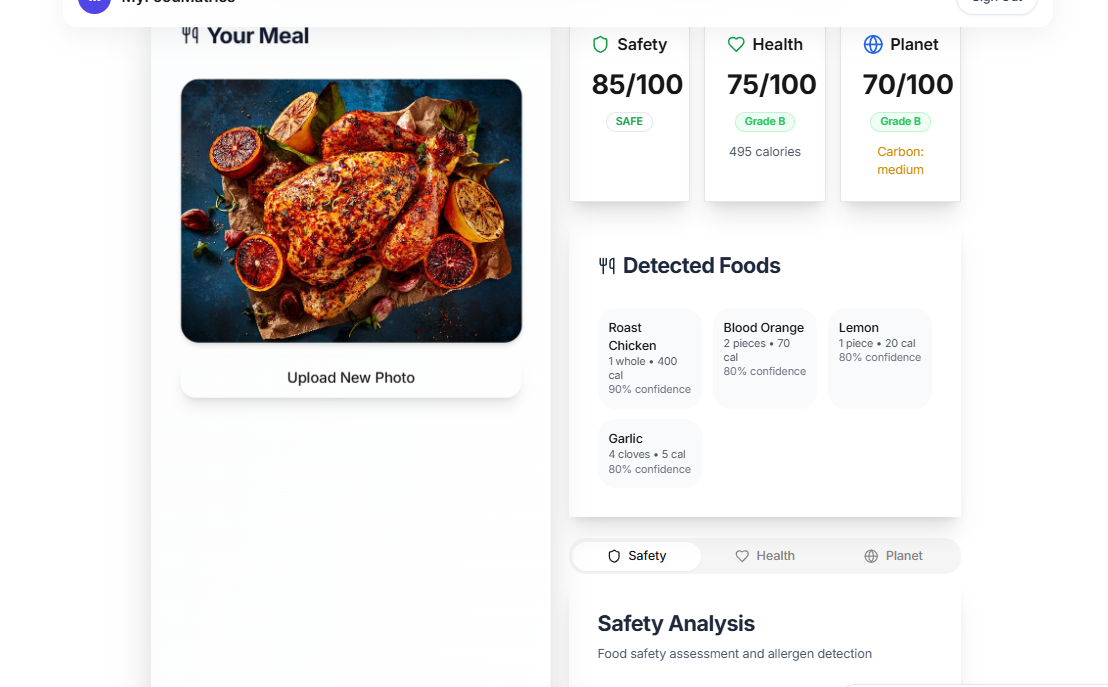 MyFoodMatrics
Sign Out
Your Meal
Upload New Photo
Safety
85/100
SAFE
Health
75/100
Grade B
495 calories
Planet
70/100
Grade B
Carbon:
medium
Detected Foods
Roast
Chicken
1 whole • 400
cal
90% confidence
Blood Orange
2 pieces • 70
cal
80% confidence
Lemon
1 piece • 20 cal
80% confidence
Garlic
4 cloves • 5 cal
80% confidence
Safety
Health
Planet
Safety Analysis
Food safety assessment and allergen detection